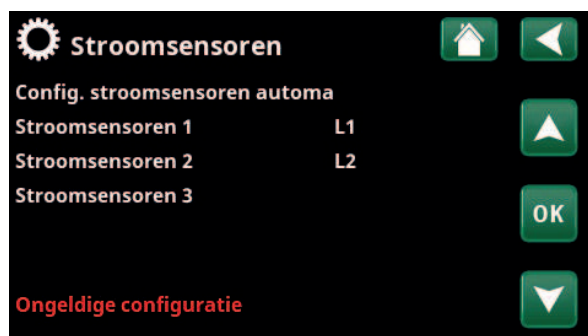 Stroomsensoren
Config. stroomsensoren automa
Stroomsensoren 1 L1
Stroomsensoren 2 L2
Stroomsensoren 3
OK
Ongeldige configuratie